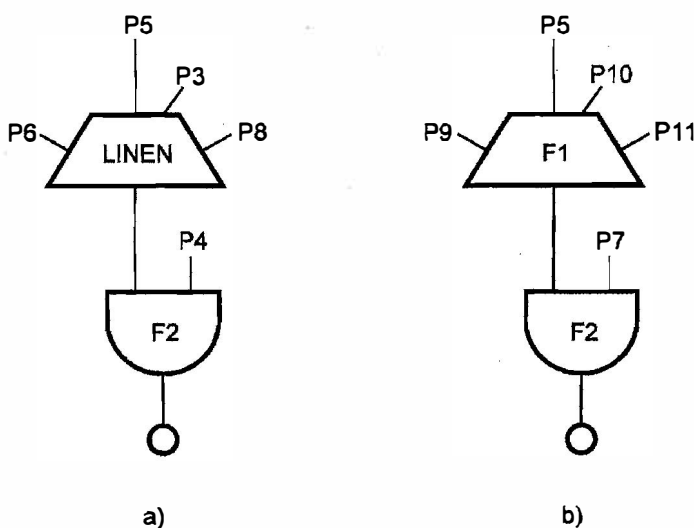 P5 P5
P3 P10
P6 P8 P9 P11
LINEN F1
P4 P7
F2 F2
a) b)